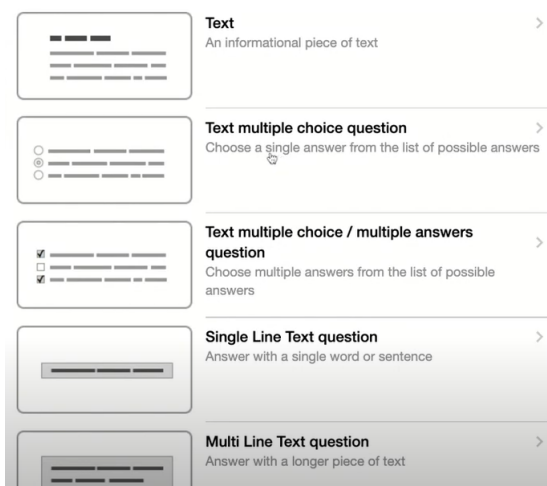 Text
An informational piece of text
Text multiple choice question
Choose a single answer from the list of possible answers
Text multiple choice / multiple answers
question
Choose multiple answers from the list of possible
answers
Single Line Text question
Answer with a single word or sentence
Multi Line Text question
Answer with a longer piece of text